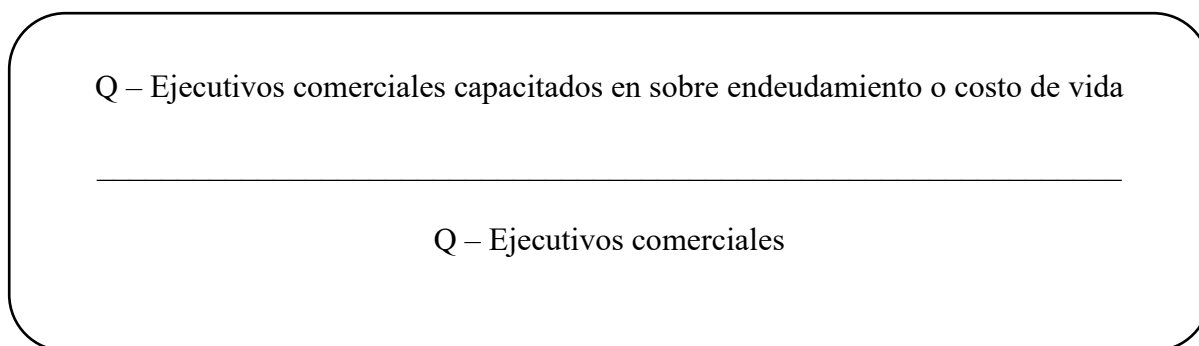 Q – Ejecutivos comerciales capacitados en sobre endeudamiento o costo de vida
Q – Ejecutivos comerciales